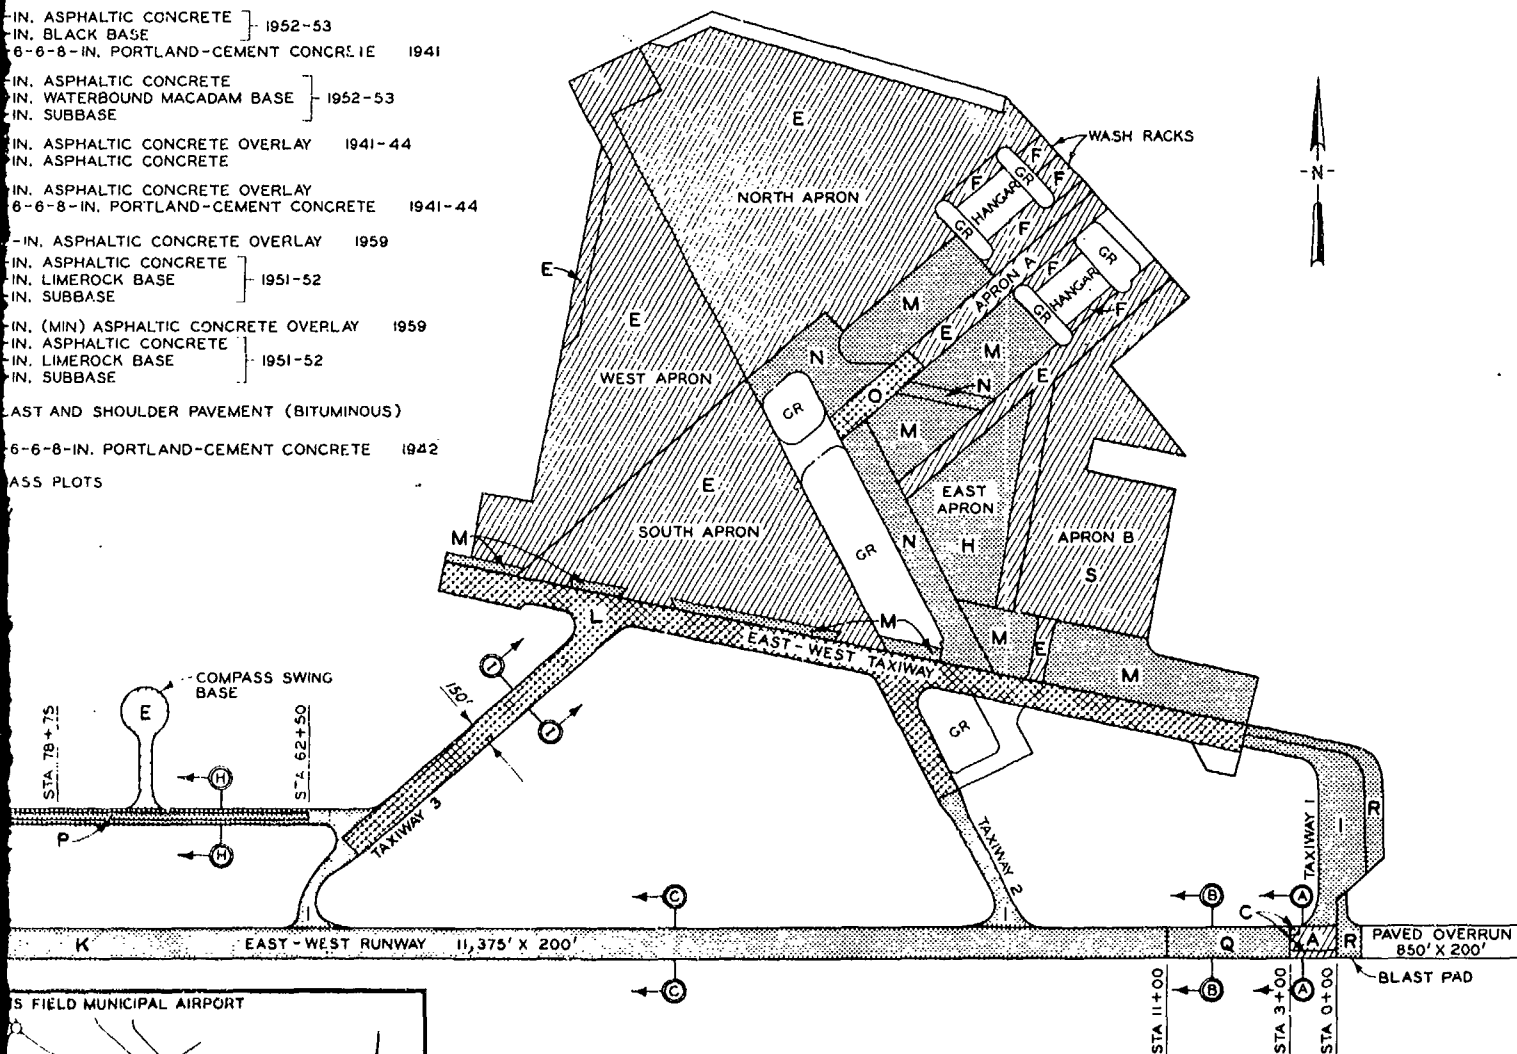 -IN. ASPHALTIC CONCRETE
-IN. BLACK BASE
1952-53
6-6-8-IN. PORTLAND-CEMENT CONCRETE 1941
IN. ASPHALTIC CONCRETE
IN. WATERBOUND MACADAM BASE
IN. SUBBASE
1952-53
IN. ASPHALTIC CONCRETE OVERLAY 1941-44
IN. ASPHALTIC CONCRETE
IN. ASPHALTIC CONCRETE OVERLAY
6-6-8-IN. PORTLAND-CEMENT CONCRETE 1941-44
-IN. ASPHALTIC CONCRETE OVERLAY 1959
IN. ASPHALTIC CONCRETE
IN. LIMEROCK BASE
IN. SUBBASE
1951-52
-IN. (MIN) ASPHALTIC CONCRETE OVERLAY 1959
IN. ASPHALTIC CONCRETE
IN. LIMEROCK BASE
IN. SUBBASE
1951-52
LAST AND SHOULDER PAVEMENT (BITUMINOUS)
6-6-8-IN. PORTLAND-CEMENT CONCRETE 1942
ASS PLOTS
-N-
WASH RACKS
E
NORTH APRON
F
F
F
GR
HANGAR
GR
F
APRON A
F
GR
HANGAR
GR
F
E
E
M
E
M
N
N
E
WEST APRON
O
GR
M
E
SOUTH APRON
EAST
APRON
H
N
GR
APRON B
S
M
L
M
M
E
M
EAST-WEST TAXIWAY
GR
I
I
150'
COMPASS SWING
BASE
E
STA 78+75
STA 62+50
H
H
P
TAXIWAY 3
TAXIWAY 2
TAXIWAY 1
I
R
I
I
C
B
A
C
K
EAST-WEST RUNWAY 11,375' X 200'
Q
A
R
PAVED OVERRUN
850' X 200'
BLAST PAD
C
B
A
STA 11+00
STA 3+00
STA 0+00
S FIELD MUNICIPAL AIRPORT